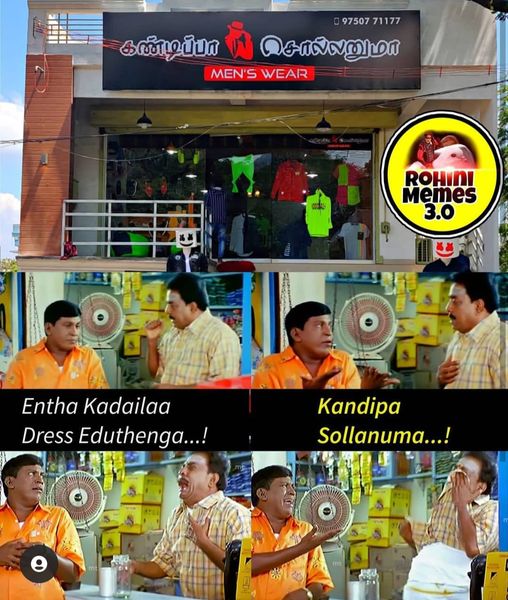 97507 71177
கண்டிப்பா சொல்லனுமா
MEN'S WEAR
ROHINI
MEMES
3.0
Entha Kadailaa
Dress Eduthenga...!
Kandipa
Sollanuma...!